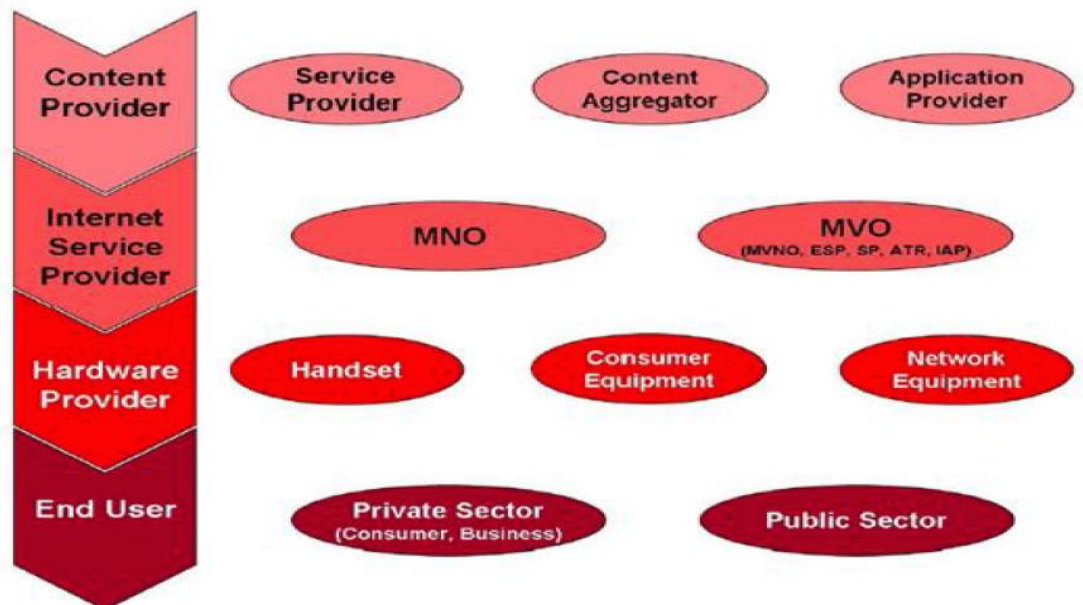 Content
Provider
Service
Provider
Content
Aggregator
Application
Provider
Internet
Service
Provider
MNO
MVO
(MVNO, ESP, SP, ATR, IAP)
Hardware
Provider
Handset
Consumer
Equipment
Network
Equipment
End User
Private Sector
(Consumer, Business)
Public Sector